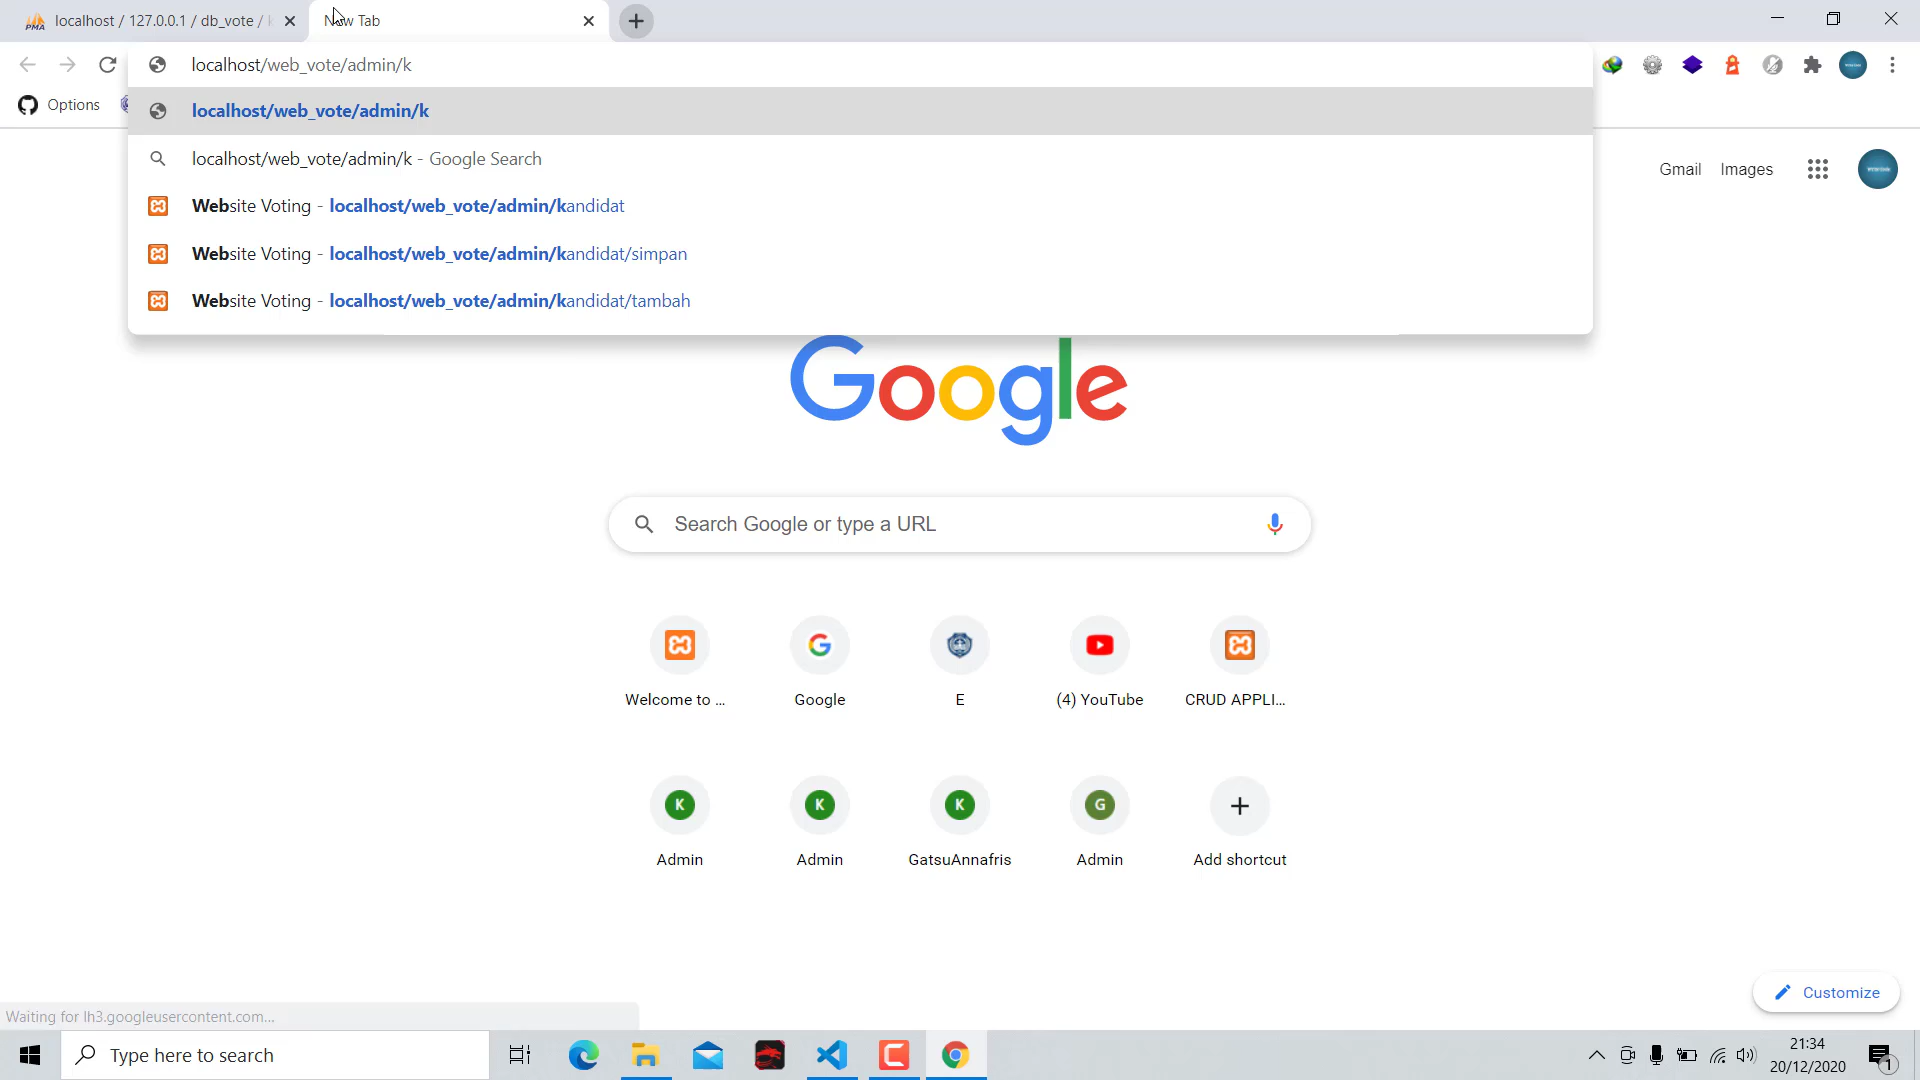 localhost / 127.0.0.1 / db_vote /
New Tab
localhost/web_vote/admin/k
Options
localhost/web_vote/admin/k
localhost/web_vote/admin/k - Google Search
Website Voting - localhost/web_vote/admin/kandidat
Website Voting - localhost/web_vote/admin/kandidat/simpan
Website Voting - localhost/web_vote/admin/kandidat/tambah
Gmail Images
Google
Search Google or type a URL
Welcome to ...
Google
E
(4) YouTube
CRUD APPLI...
K
K
K
G
Admin
Admin
GatsuAnnafris
Admin
Add shortcut
Customize
Waiting for lh3.googleusercontent.com...
Type here to search
21:34
20/12/2020
1